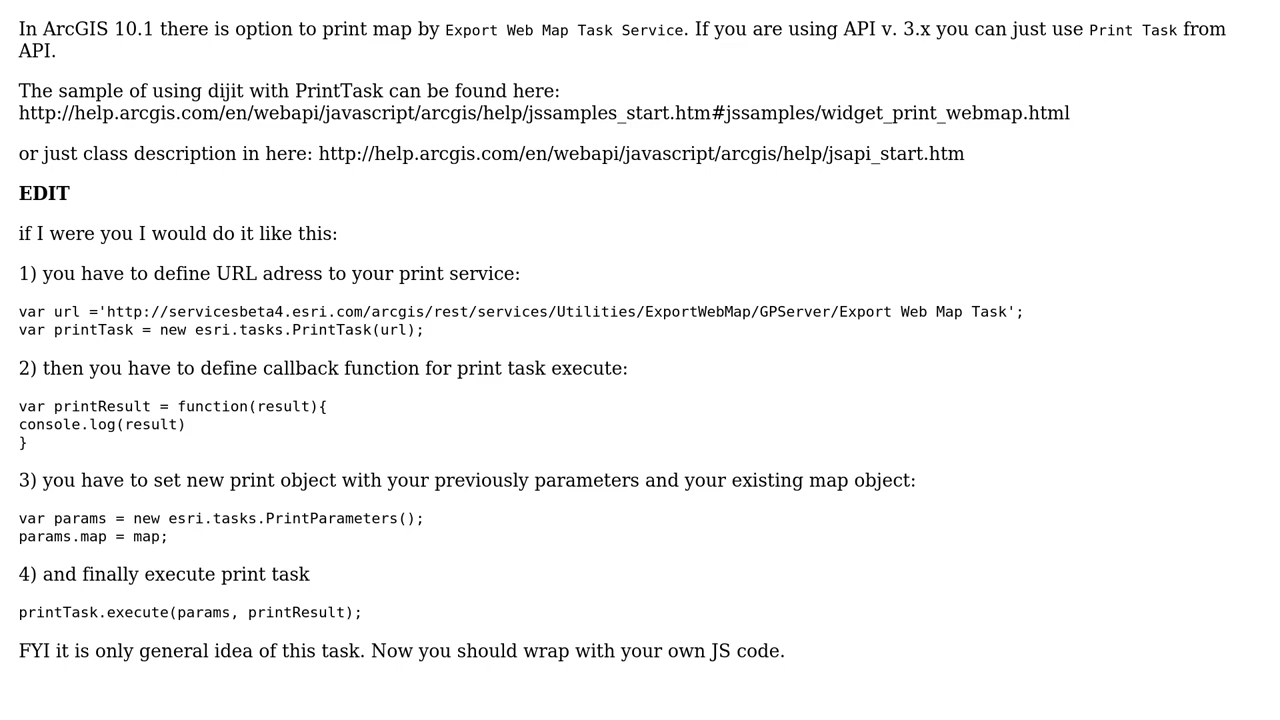 In ArcGIS 10.1 there is option to print map by Export Web Map Task Service. If you are using API v. 3.x you can just use Print Task from
API.
The sample of using dijit with PrintTask can be found here:
http://help.arcgis.com/en/webapi/javascript/arcgis/help/jssamples_start.htm#jssamples/widget_print_webmap.html
or just class description in here: http://help.arcgis.com/en/webapi/javascript/arcgis/help/jsapi_start.htm
EDIT
if I were you I would do it like this:
1) you have to define URL adress to your print service:
var url ='http://servicesbeta4.esri.com/arcgis/rest/services/Utilities/ExportWebMap/GPServer/Export Web Map Task';
var printTask = new esri.tasks.PrintTask(url);
2) then you have to define callback function for print task execute:
var printResult = function(result){
console.log(result)
}
3) you have to set new print object with your previously parameters and your existing map object:
var params = new esri.tasks.PrintParameters();
params.map = map;
4) and finally execute print task
printTask.execute(params, printResult);
FYI it is only general idea of this task. Now you should wrap with your own JS code.